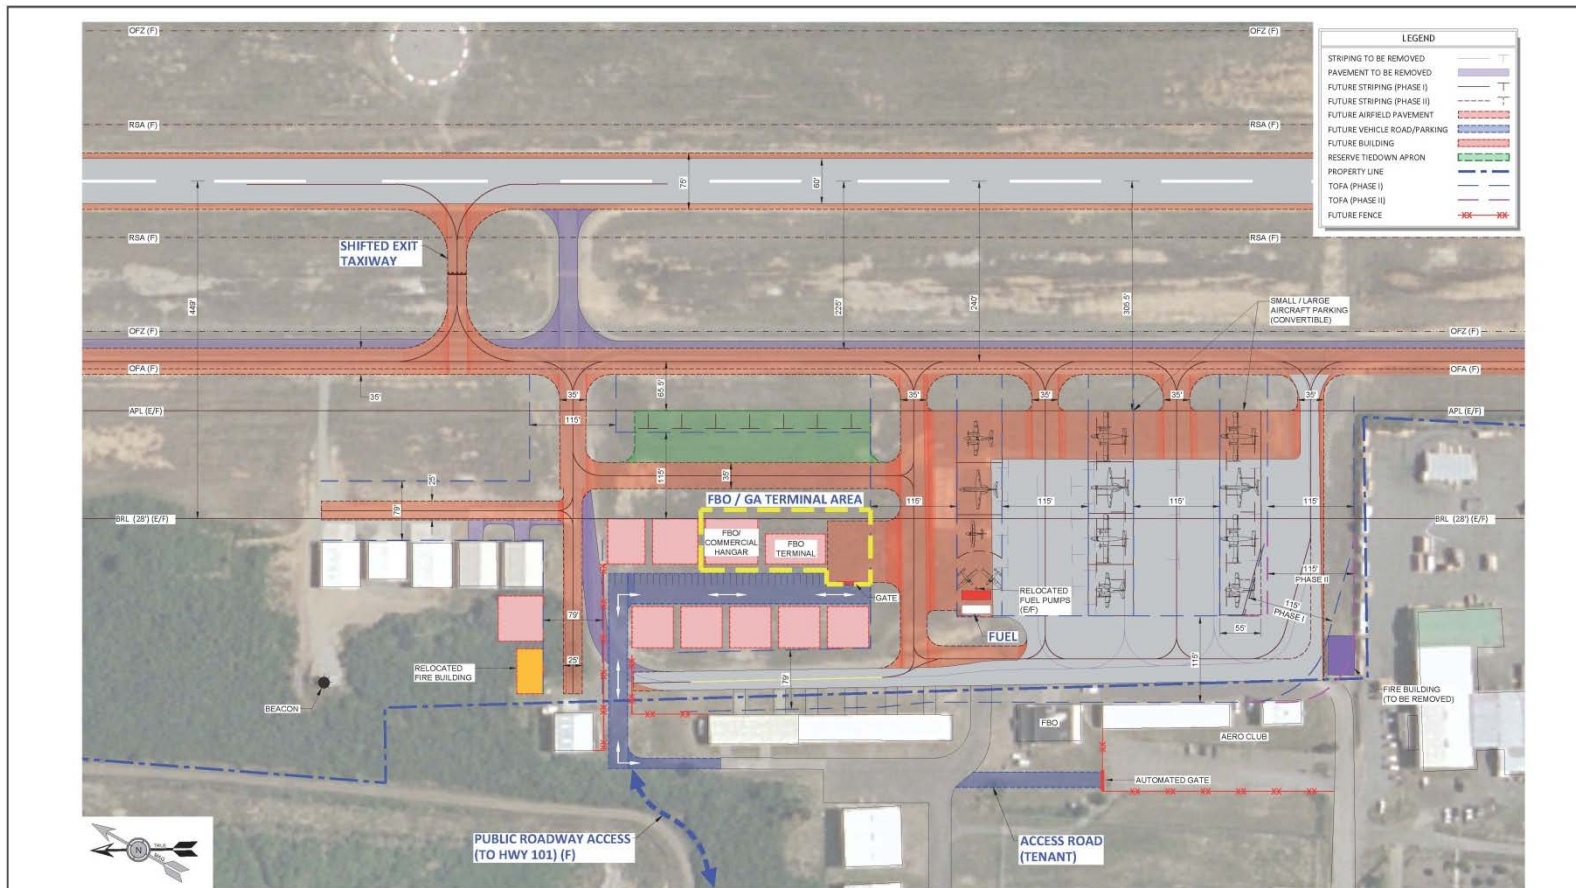 LEGEND
STRIPING TO BE REMOVED
PAVEMENT TO BE REMOVED
FUTURE STRIPING (PHASE I)
FUTURE STRIPING (PHASE II)
FUTURE AIRFIELD PAVEMENT
FUTURE VEHICLE ROAD/PARKING
FUTURE BUILDING
RESERVE TIEDOWN APRON
PROPERTY LINE
TOFA (PHASE I)
TOFA (PHASE II)
FUTURE FENCE
OFZ (F)
OFZ (F)
RSA (F)
RSA (F)
75'
60'
RSA (F)
RSA (F)
SHIFTED EXIT
TAXIWAY
449'
225'
240'
305.5'
SMALL / LARGE
AIRCRAFT PARKING
(CONVERTIBLE)
OFZ (F)
OFZ (F)
OFA (F)
OFA (F)
35'
35'
65.5'
35'
35'
35'
35'
APL (E/F)
APL (E/F)
115'
115'
35'
25'
79'
FBO / GA TERMINAL AREA
115'
115'
115'
115'
BRL (28') (E/F)
BRL (28') (E/F)
FBO/
COMMERCIAL
HANGAR
FBO
TERMINAL
115'
PHASE II
GATE
RELOCATED
FUEL PUMPS
(E/F)
115'
PHASE I
79'
55'
FUEL
25'
79'
115'
RELOCATED
FIRE BUILDING
BEACON
FIRE BUILDING
(TO BE REMOVED)
FBO
AERO CLUB
AUTOMATED GATE
PUBLIC ROADWAY ACCESS
(TO HWY 101) (F)
ACCESS ROAD
(TENANT)
N
TRUE
MAG